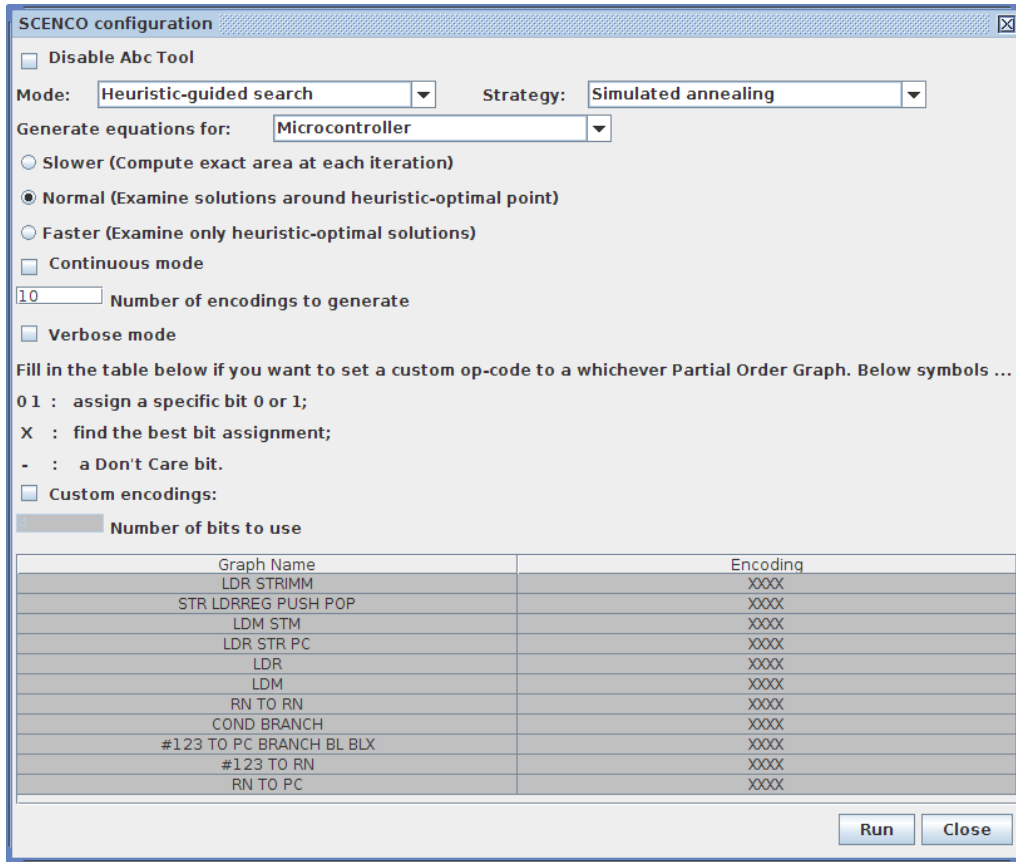 SCENCO configuration
Disable Abc Tool
Mode: Heuristic-guided search Strategy: Simulated annealing
Generate equations for: Microcontroller
Slower (Compute exact area at each iteration)
Normal (Examine solutions around heuristic-optimal point)
Faster (Examine only heuristic-optimal solutions)
Continuous mode
10 Number of encodings to generate
Verbose mode
Fill in the table below if you want to set a custom op-code to a whichever Partial Order Graph. Below symbols ...
0 1 : assign a specific bit 0 or 1;
X : find the best bit assignment;
- : a Don't Care bit.
Custom encodings:
Number of bits to use
Graph Name Encoding
LDR STRIMM XXXX
STR LDRREG PUSH POP XXXX
LDM STM XXXX
LDR STR PC XXXX
LDR XXXX
LDM XXXX
RN TO RN XXXX
COND BRANCH XXXX
#123 TO PC BRANCH BL BLX XXXX
#123 TO RN XXXX
RN TO PC XXXX
Run Close